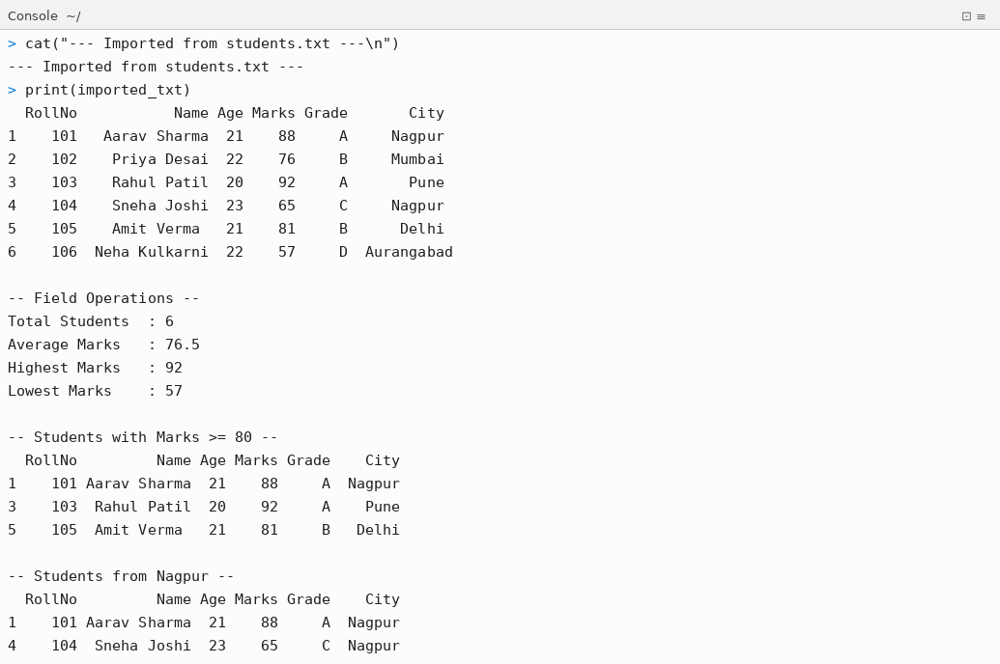 Console ~/
> cat("--- Imported from students.txt ---\n")
--- Imported from students.txt ---
> print(imported_txt)
  RollNo           Name Age Marks Grade       City
1    101   Aarav Sharma  21    88     A     Nagpur
2    102    Priya Desai  22    76     B     Mumbai
3    103    Rahul Patil  20    92     A       Pune
4    104    Sneha Joshi  23    65     C     Nagpur
5    105    Amit Verma   21    81     B      Delhi
6    106  Neha Kulkarni  22    57     D  Aurangabad

-- Field Operations --
Total Students  : 6
Average Marks   : 76.5
Highest Marks   : 92
Lowest Marks    : 57

-- Students with Marks >= 80 --
  RollNo         Name Age Marks Grade    City
1    101 Aarav Sharma  21    88     A  Nagpur
3    103  Rahul Patil  20    92     A    Pune
5    105  Amit Verma   21    81     B   Delhi

-- Students from Nagpur --
  RollNo         Name Age Marks Grade    City
1    101 Aarav Sharma  21    88     A  Nagpur
4    104  Sneha Joshi  23    65     C  Nagpur